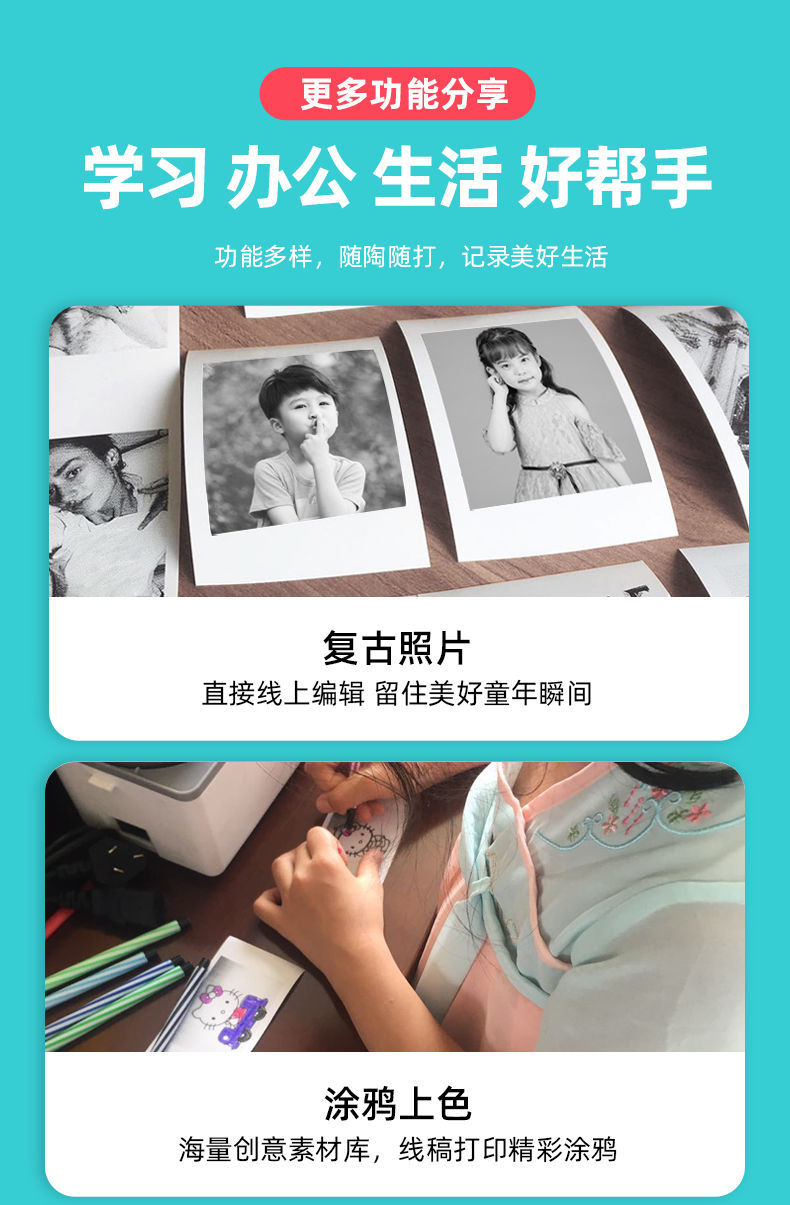 更多功能分享
学习 办公 生活 好帮手
功能多样，随陶随打，记录美好生活
复古照片
直接线上编辑 留住美好童年瞬间
涂鸦上色
海量创意素材库，线稿打印精彩涂鸦